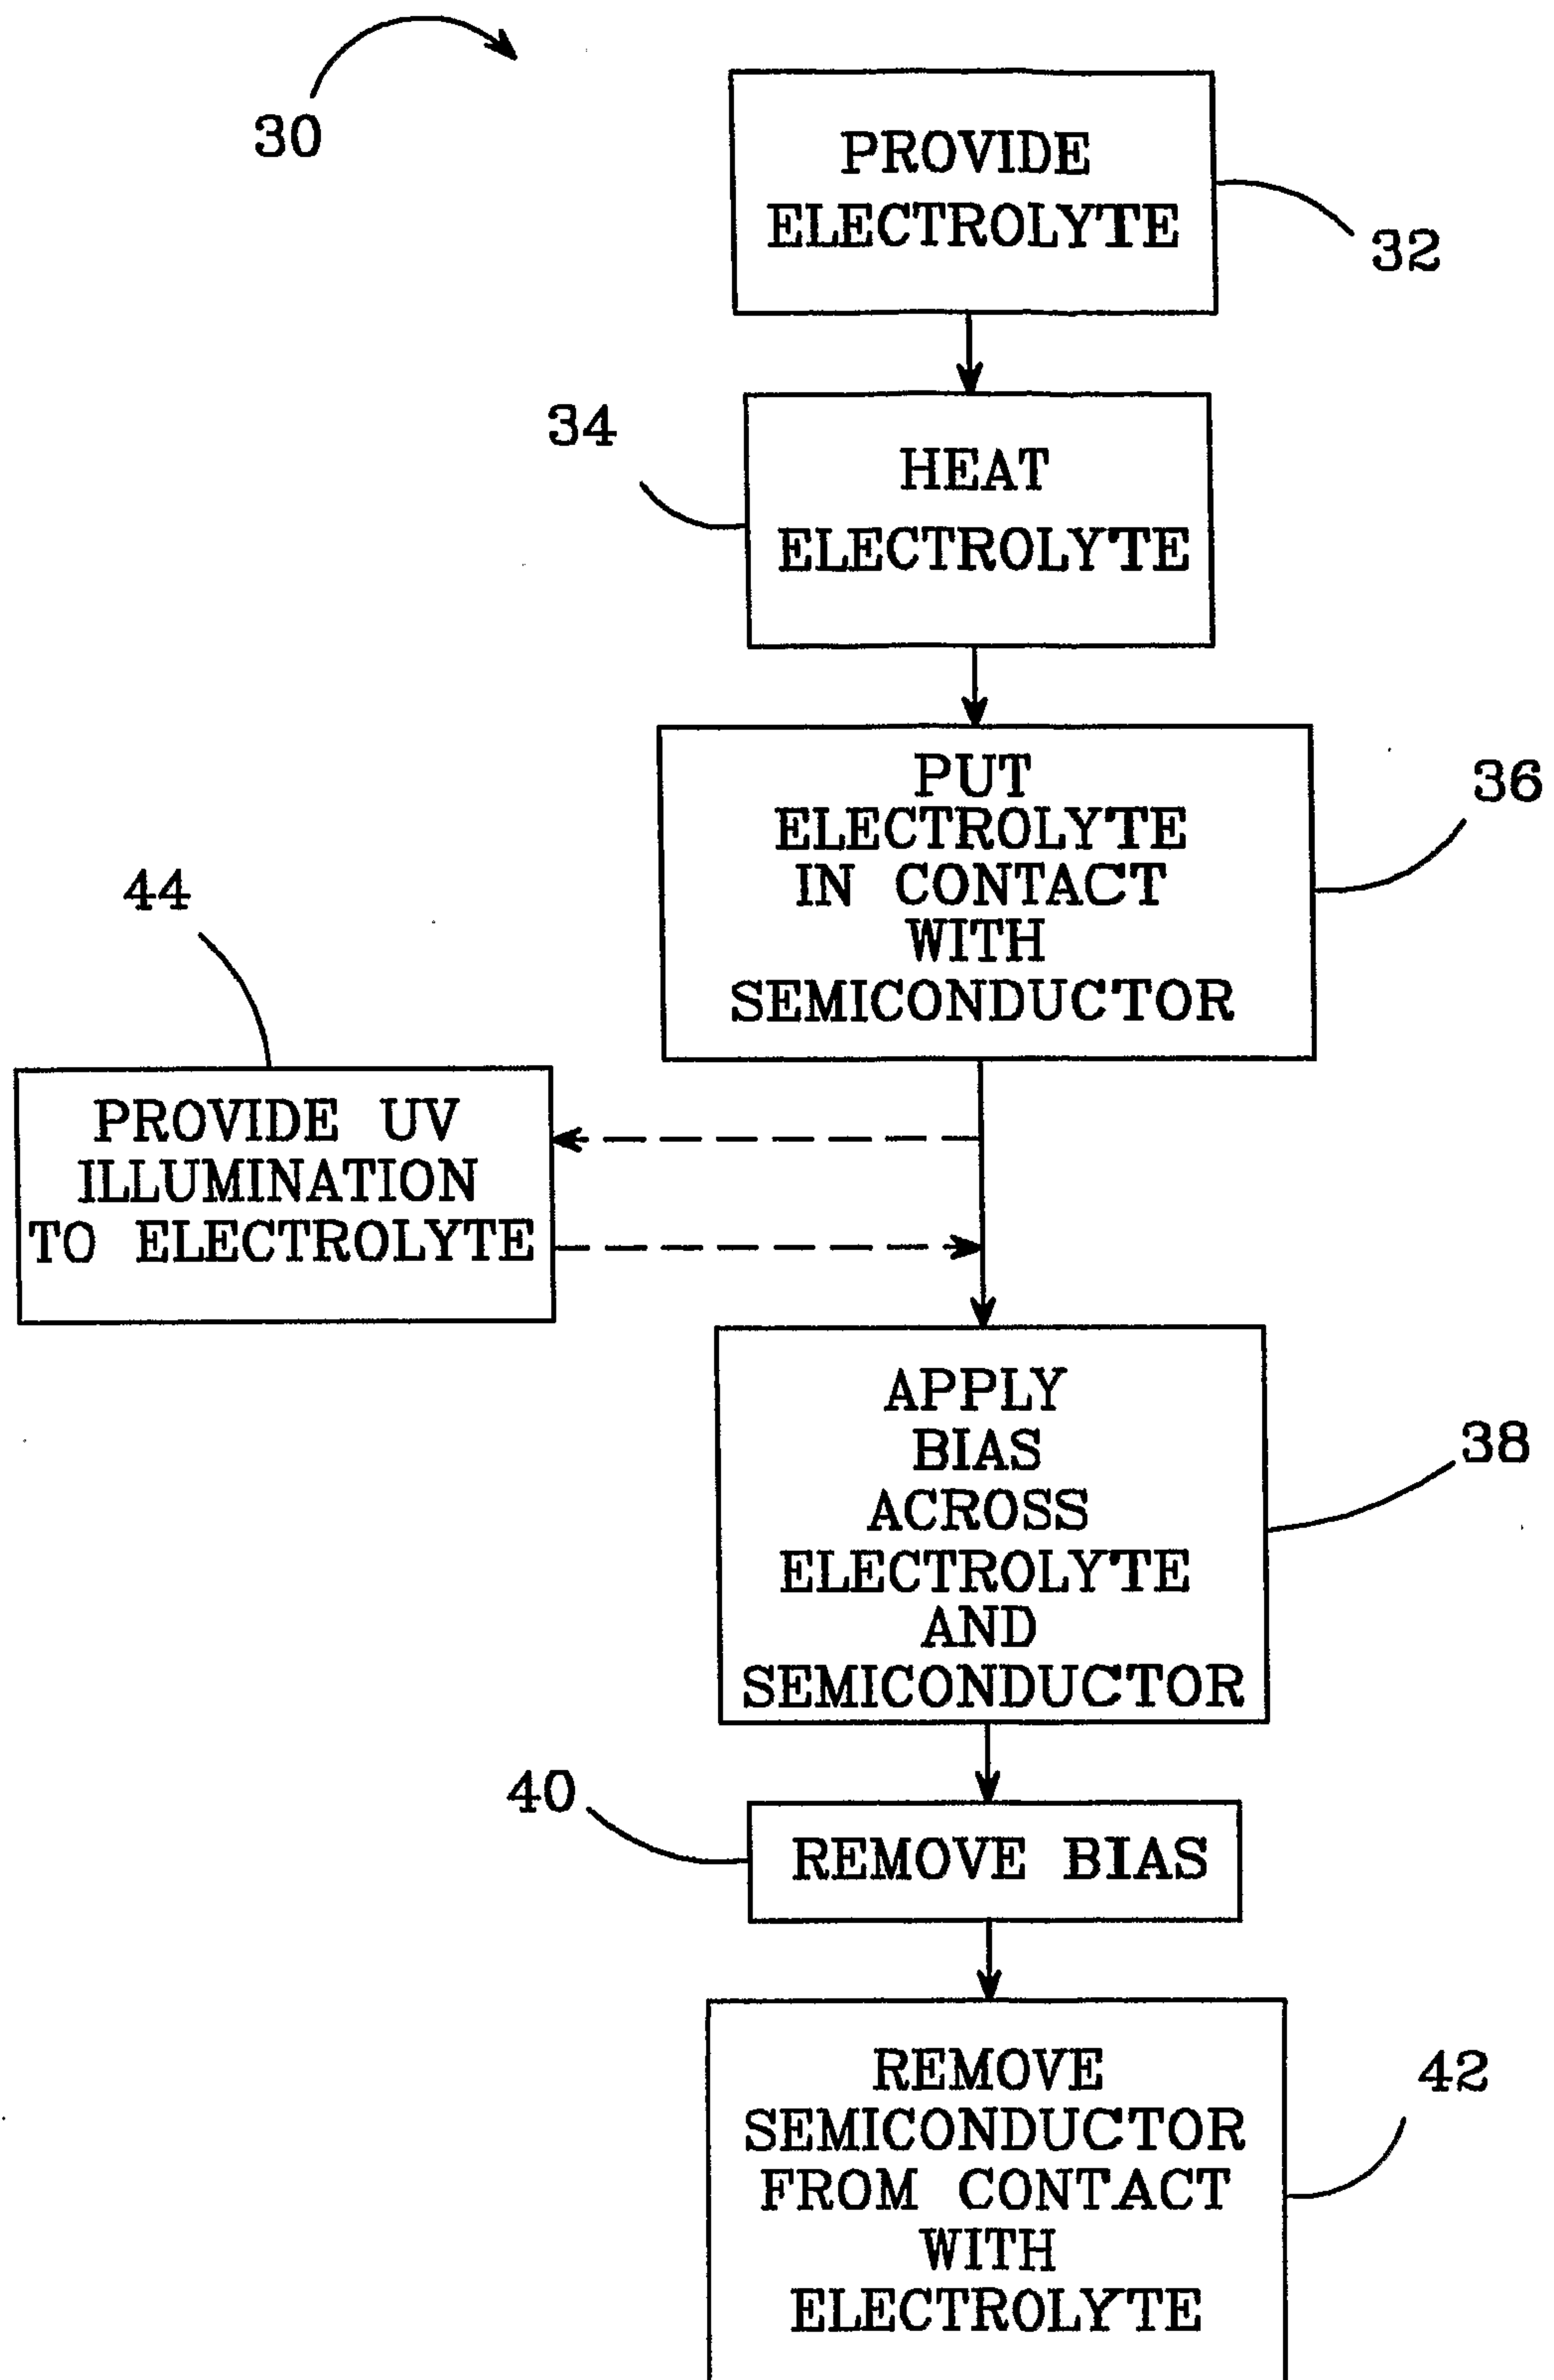 30
PROVIDE
ELECTROLYTE
32
34
HEAT
ELECTROLYTE
PUT
ELECTROLYTE
IN CONTACT
WITH
SEMICONDUCTOR
36
44
PROVIDE UV
ILLUMINATION
TO ELECTROLYTE
APPLY
BIAS
ACROSS
ELECTROLYTE
AND
SEMICONDUCTOR
38
40
REMOVE BIAS
REMOVE
SEMICONDUCTOR
FROM CONTACT
WITH
ELECTROLYTE
42